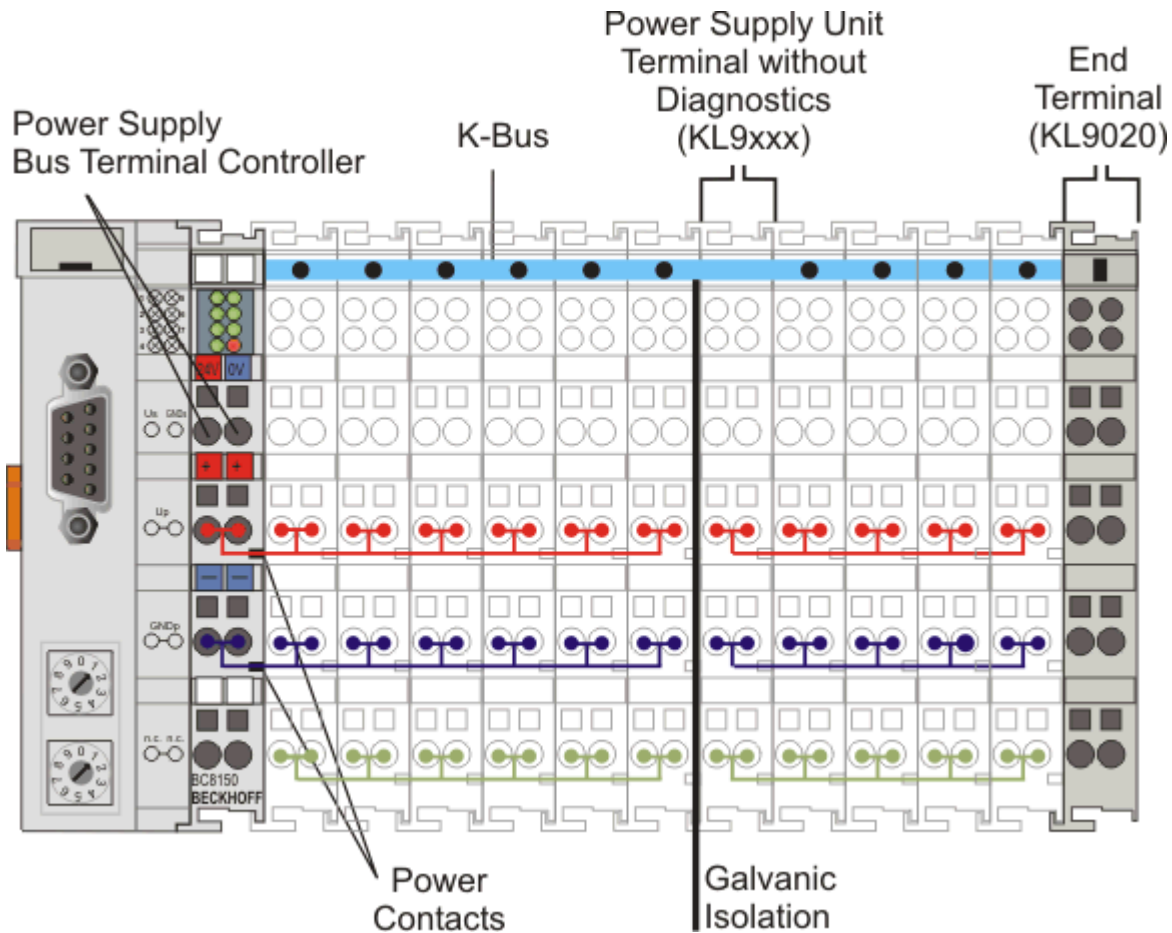 Power Supply Unit
Terminal without
Diagnostics
(KL9xxx)
End
Terminal
(KL9020)
Power Supply
Bus Terminal Controller
K-Bus
24V 0V
Us GNDs
+ +
Up
— —
GNDp
n.c. n.c.
BC8150
BECKHOFF
Power
Contacts
Galvanic
Isolation